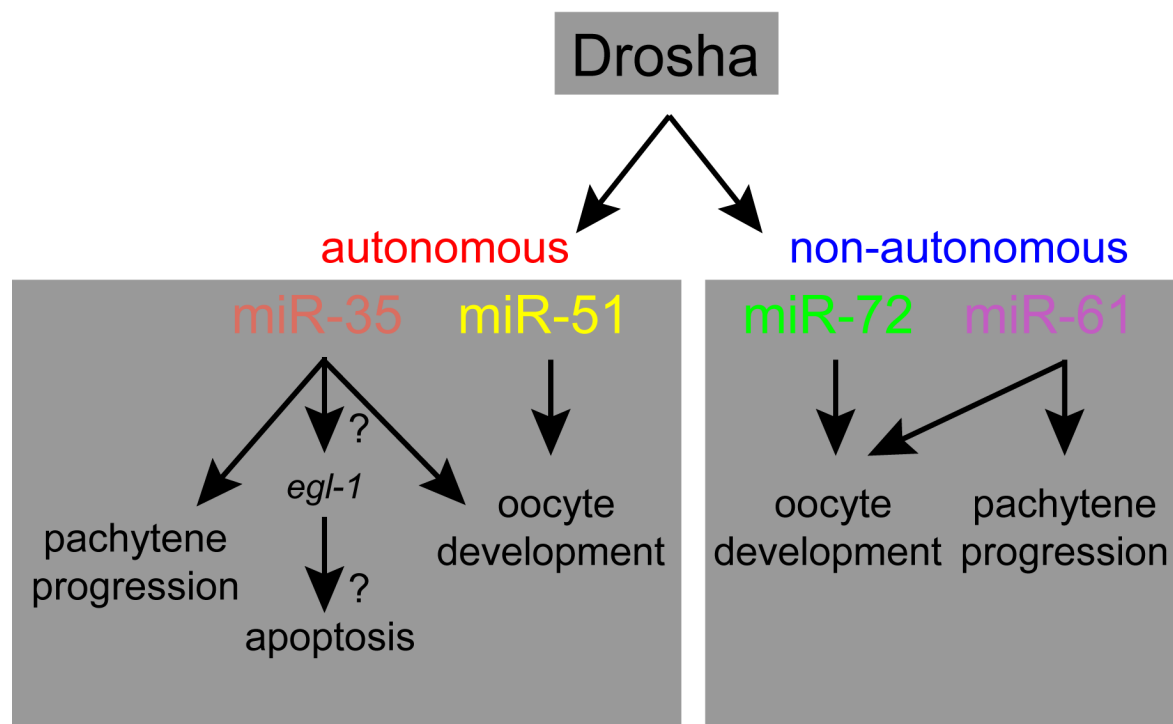 Drosha
autonomous
non-autonomous
miR-35
miR-51
miR-72
miR-61
?
egl-1
?
apoptosis
pachytene
progression
oocyte
development
oocyte
development
pachytene
progression